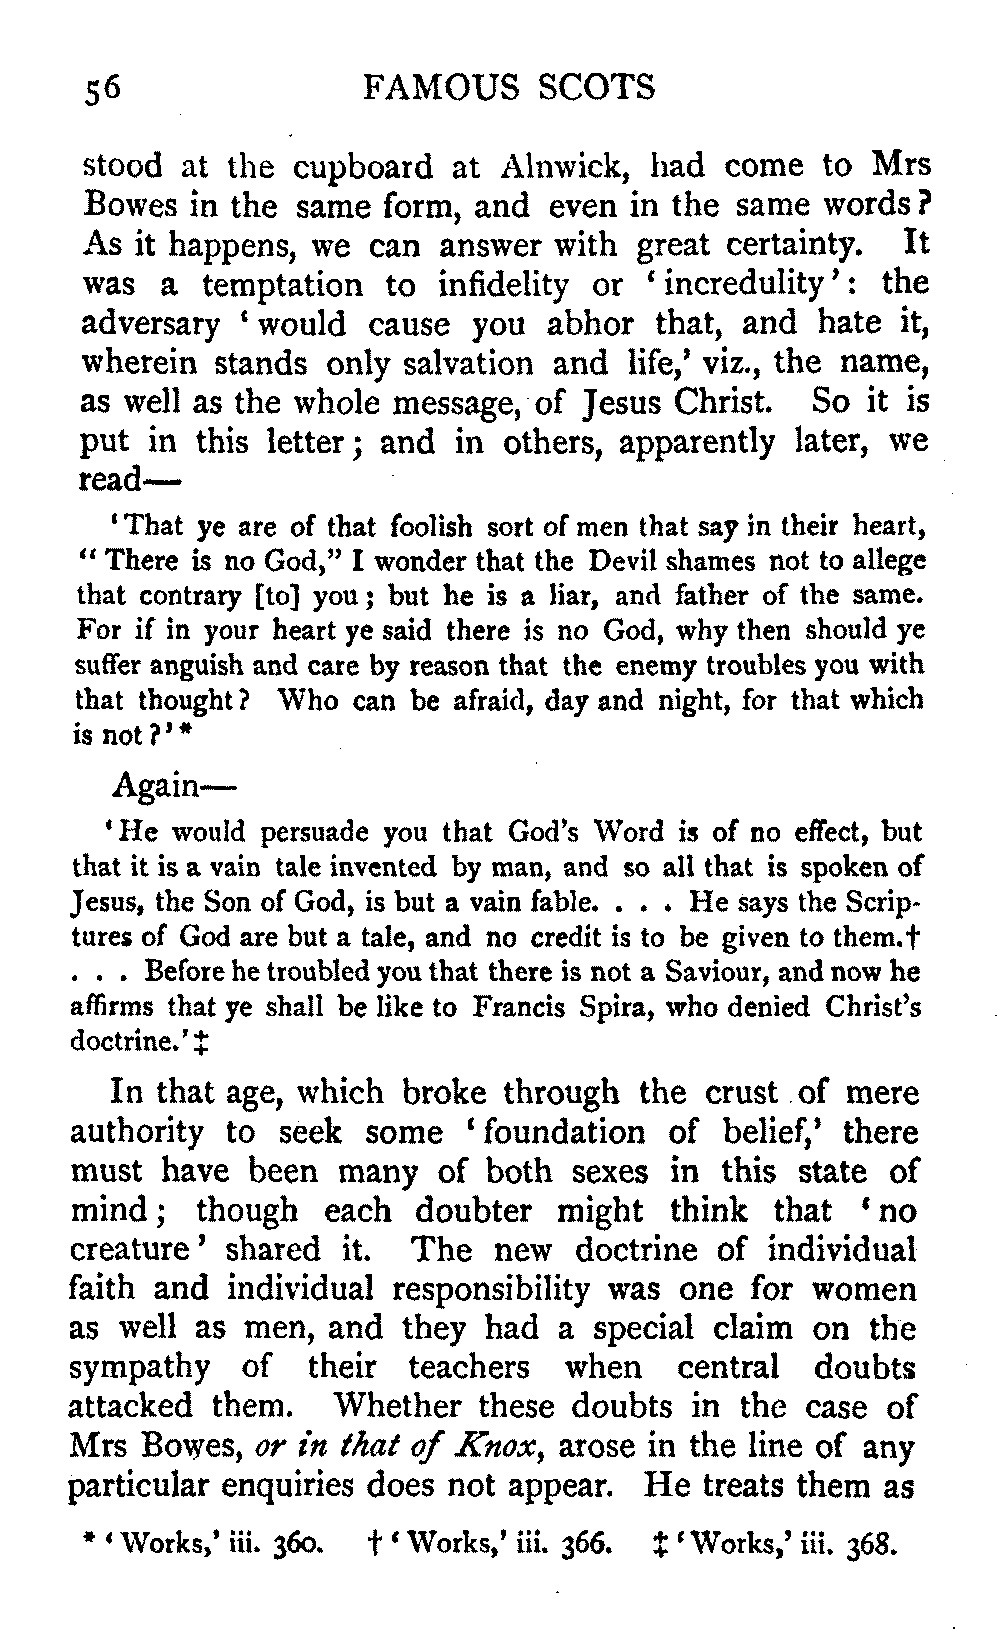 56 FAMOUS SCOTS
stood at the cupboard at Alnwick, had come to Mrs
Bowes in the same form, and even in the same words?
As it happens, we can answer with great certainty. It
was a temptation to infidelity or ‘incredulity’: the
adversary ‘would cause you abhor that, and hate it,
wherein stands only salvation and life,’ viz., the name,
as well as the whole message, of Jesus Christ. So it is
put in this letter; and in others, apparently later, we
read—
‘That ye are of that foolish sort of men that say in their heart,
“There is no God,” I wonder that the Devil shames not to allege
that contrary [to] you; but he is a liar, and father of the same.
For if in your heart ye said there is no God, why then should ye
suffer anguish and care by reason that the enemy troubles you with
that thought? Who can be afraid, day and night, for that which
is not?’*
Again—
‘He would persuade you that God’s Word is of no effect, but
that it is a vain tale invented by man, and so all that is spoken of
Jesus, the Son of God, is but a vain fable. . . . He says the Scrip-
tures of God are but a tale, and no credit is to be given to them.†
. . . Before he troubled you that there is not a Saviour, and now he
affirms that ye shall be like to Francis Spira, who denied Christ’s
doctrine.’‡
In that age, which broke through the crust of mere
authority to seek some ‘foundation of belief,’ there
must have been many of both sexes in this state of
mind; though each doubter might think that ‘no
creature’ shared it. The new doctrine of individual
faith and individual responsibility was one for women
as well as men, and they had a special claim on the
sympathy of their teachers when central doubts
attacked them. Whether these doubts in the case of
Mrs Bowes, or in that of Knox, arose in the line of any
particular enquiries does not appear. He treats them as
* ‘Works,’ iii. 360. † ‘Works,’ iii. 366. ‡ ‘Works,’ iii. 368.